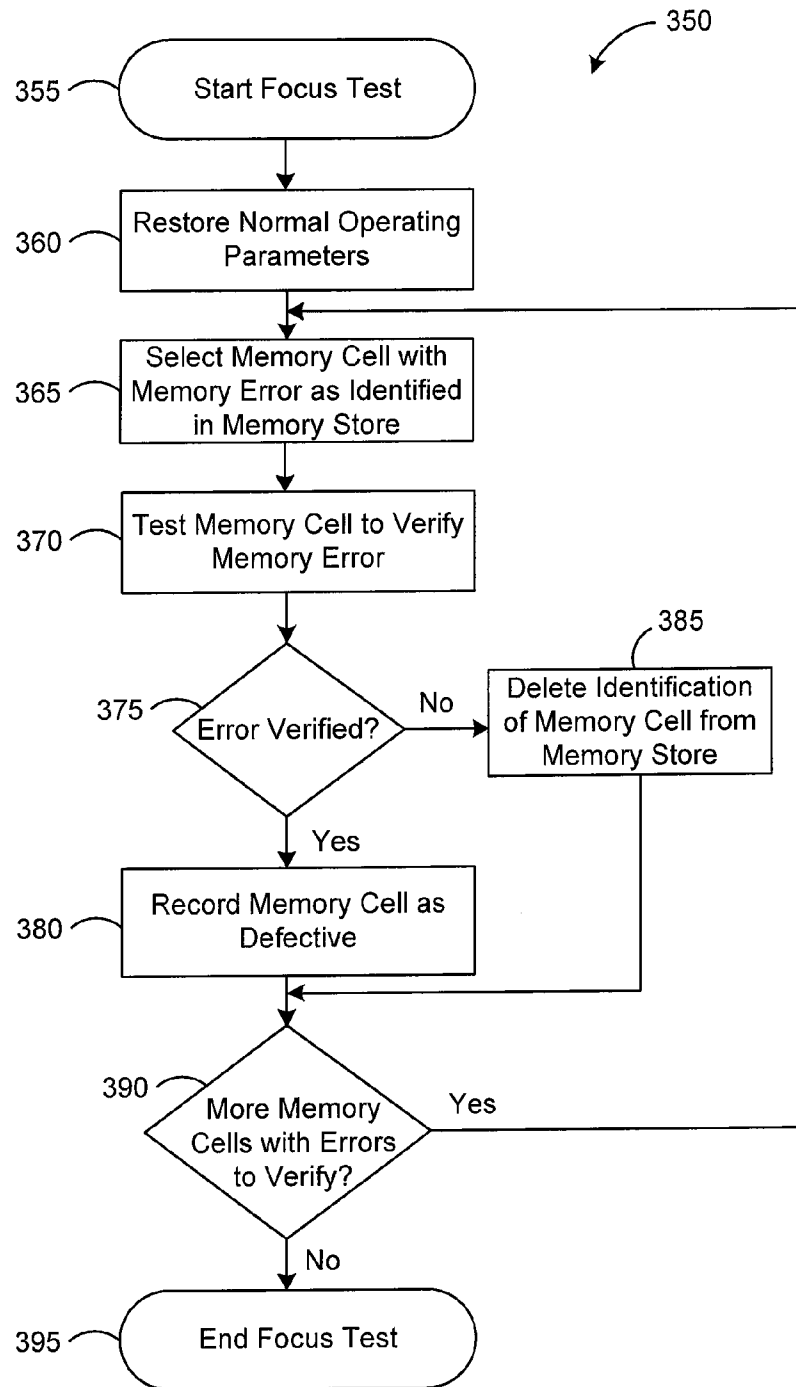 350
355
Start Focus Test
360
Restore Normal Operating
Parameters
365
Select Memory Cell with
Memory Error as Identified
in Memory Store
370
Test Memory Cell to Verify
Memory Error
375
Error Verified?
No
385
Delete Identification
of Memory Cell from
Memory Store
Yes
380
Record Memory Cell as
Defective
390
More Memory
Cells with Errors
to Verify?
Yes
No
395
End Focus Test